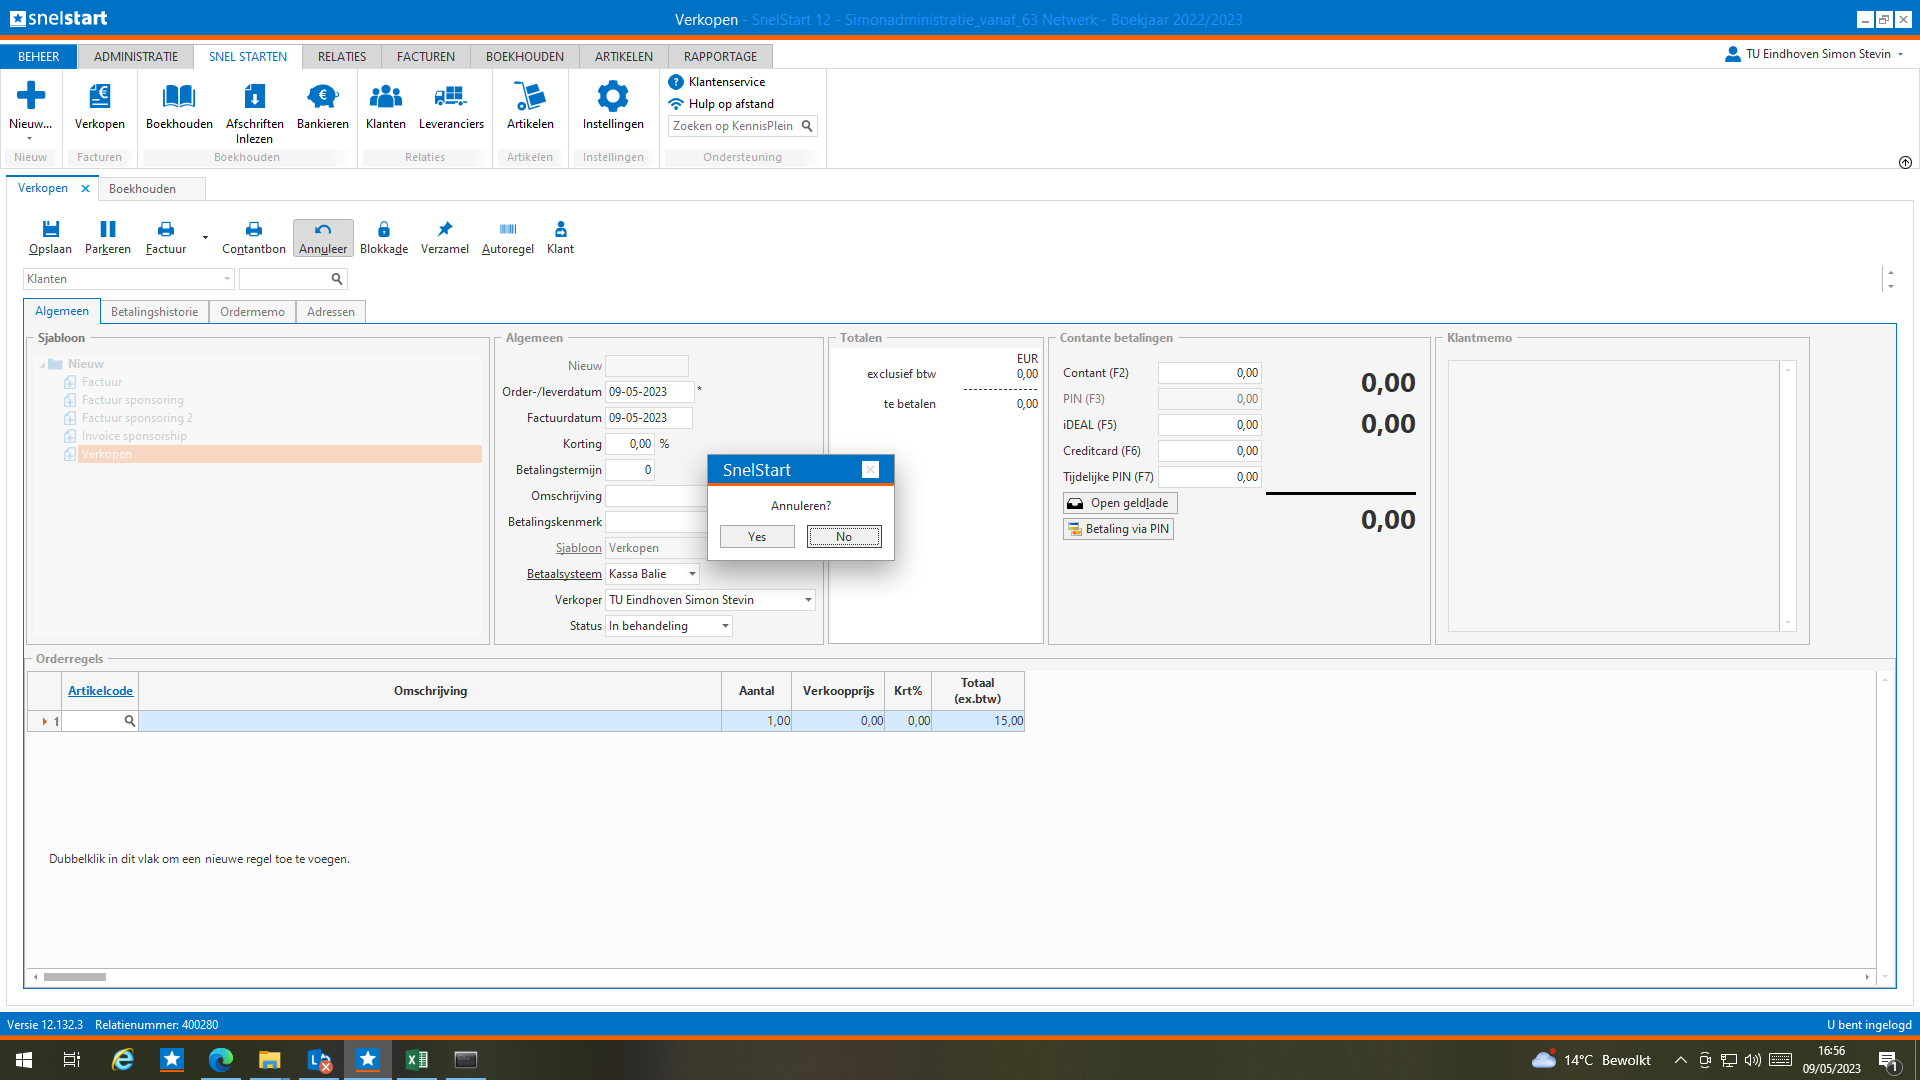 snelstart
Verkopen - SnelStart 12 - Simonadministratie_vanaf_63 Netwerk - Boekjaar 2022/2023
BEHEER ADMINISTRATIE SNEL STARTEN RELATIES FACTUREN BOEKHOUDEN ARTIKELEN RAPPORTAGE
TU Eindhoven Simon Stevin
Nieuw... Verkopen Boekhouden Afschriften Inlezen Bankieren Klanten Leveranciers Artikelen Instellingen
Klantenservice
Hulp op afstand
Zoeken op KennisPlein
Nieuw Facturen Boekhouden Relaties Artikelen Instellingen Ondersteuning
Verkopen Boekhouden
Opslaan Parkeren Factuur Contantbon Annuleer Blokkade Verzamel Autoregel Klant
Klanten
Algemeen Betalingshistorie Ordermemo Adressen
Sjabloon
Nieuw
Factuur
Factuur sponsoring
Factuur sponsoring 2
Invoice sponsorship
Verkopen
Algemeen
Nieuw
Order-/leverdatum 09-05-2023 *
Factuurdatum 09-05-2023
Korting 0,00 %
Betalingstermijn 0
Omschrijving
Betalingskenmerk
Sjabloon Verkopen
Betaalsysteem Kassa Balie
Verkoper TU Eindhoven Simon Stevin
Status In behandeling
Totalen
EUR
exclusief btw 0,00
te betalen 0,00
Contante betalingen
Contant (F2) 0,00 0,00
PIN (F3) 0,00
iDEAL (F5) 0,00 0,00
Creditcard (F6) 0,00
Tijdelijke PIN (F7) 0,00
Open geldlade
Betaling via PIN 0,00
Klantmemo
SnelStart
Annuleren?
Yes No
Orderregels
Artikelcode Omschrijving Aantal Verkoopprijs Krt% Totaal (ex.btw)
1 1,00 0,00 0,00 15,00
Dubbelklik in dit vlak om een nieuwe regel toe te voegen.
Versie 12.132.3 Relatienummer: 400280 U bent ingelogd
14°C Bewolkt
16:56
09/05/2023
1